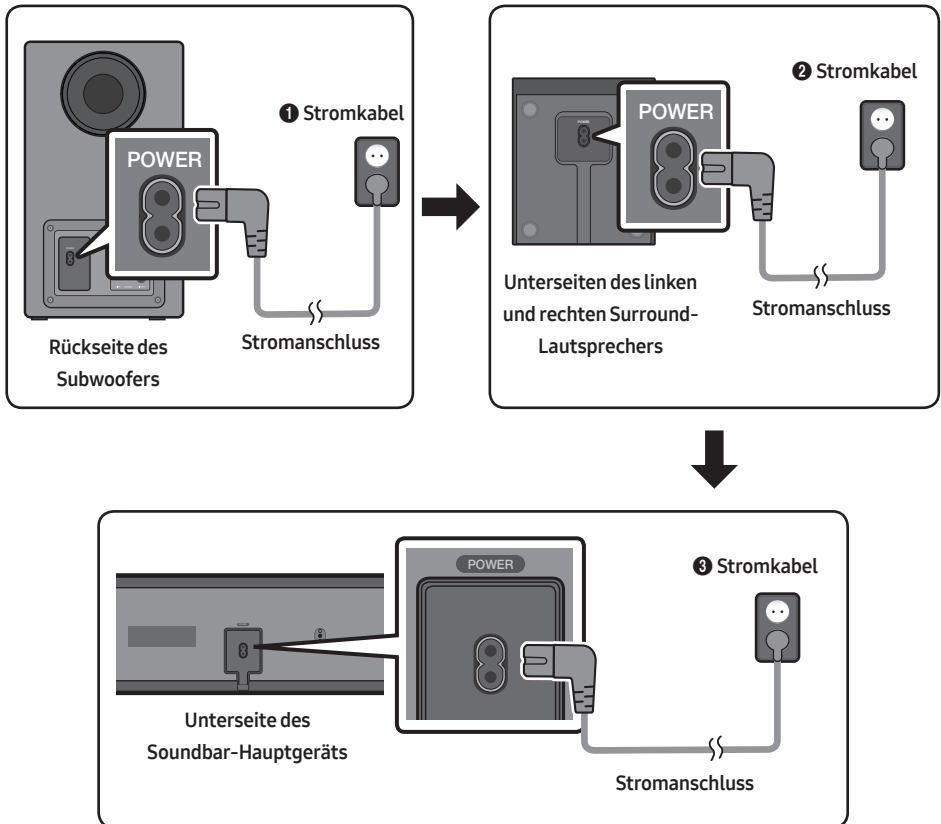 ❶ Stromkabel
POWER
Stromanschluss
Rückseite des
Subwoofers
❷ Stromkabel
POWER
Unterseiten des linken
und rechten Surround-
Lautsprechers
Stromanschluss
❸ Stromkabel
POWER
Unterseite des
Soundbar-Hauptgeräts
Stromanschluss